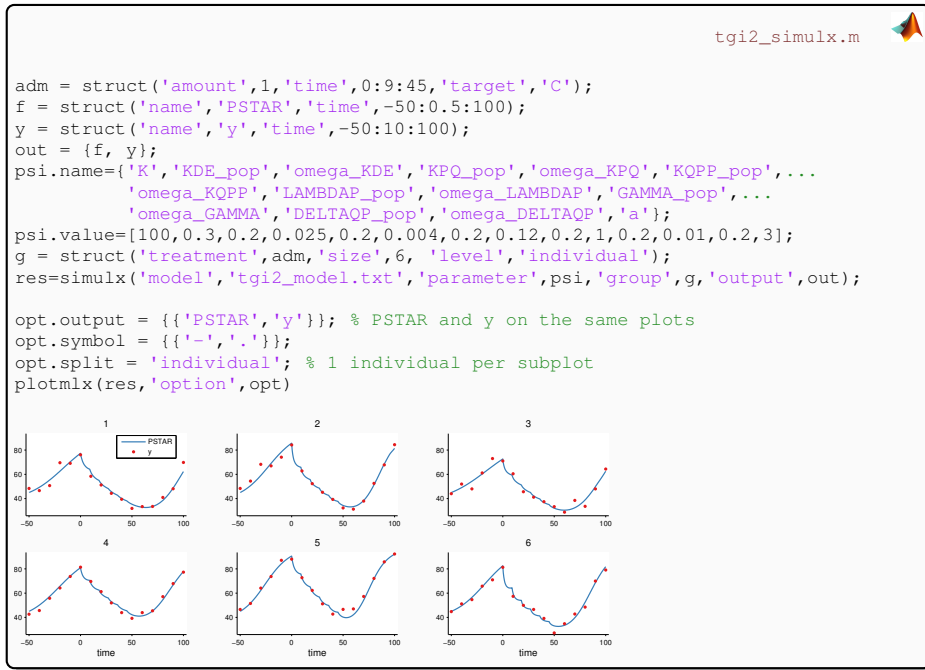 tgi2_simulx.m
adm = struct('amount',1,'time',0:9:45,'target','C');
f = struct('name','PSTAR','time',-50:0.5:100);
y = struct('name','y','time',-50:10:100);
out = {f, y};
psi.name={'K','KDE_pop','omega_KDE','KPQ_pop','omega_KPQ','KQPP_pop',...
'omega_KQPP','LAMBDAP_pop','omega_LAMBDAP','GAMMA_pop',...
'omega_GAMMA','DELTAQP_pop','omega_DELTAQP','a'};
psi.value=[100,0.3,0.2,0.025,0.2,0.004,0.2,0.12,0.2,1,0.2,0.01,0.2,3];
g = struct('treatment',adm,'size',6, 'level','individual');
res=simulx('model','tgi2_model.txt','parameter',psi,'group',g,'output',out);
opt.output = {{'PSTAR','y'}}; % PSTAR and y on the same plots
opt.symbol = {{'-','.'}};
opt.split = 'individual'; % 1 individual per subplot
plotmlx(res,'option',opt)
1 2 3
PSTAR
y
80 80 80
60 60 60
40 40 40
−50 0 50 100 −50 0 50 100 −50 0 50 100
4 5 6
80 80 80
60 60 60
40 40 40
−50 0 50 100 −50 0 50 100 −50 0 50 100
time time time